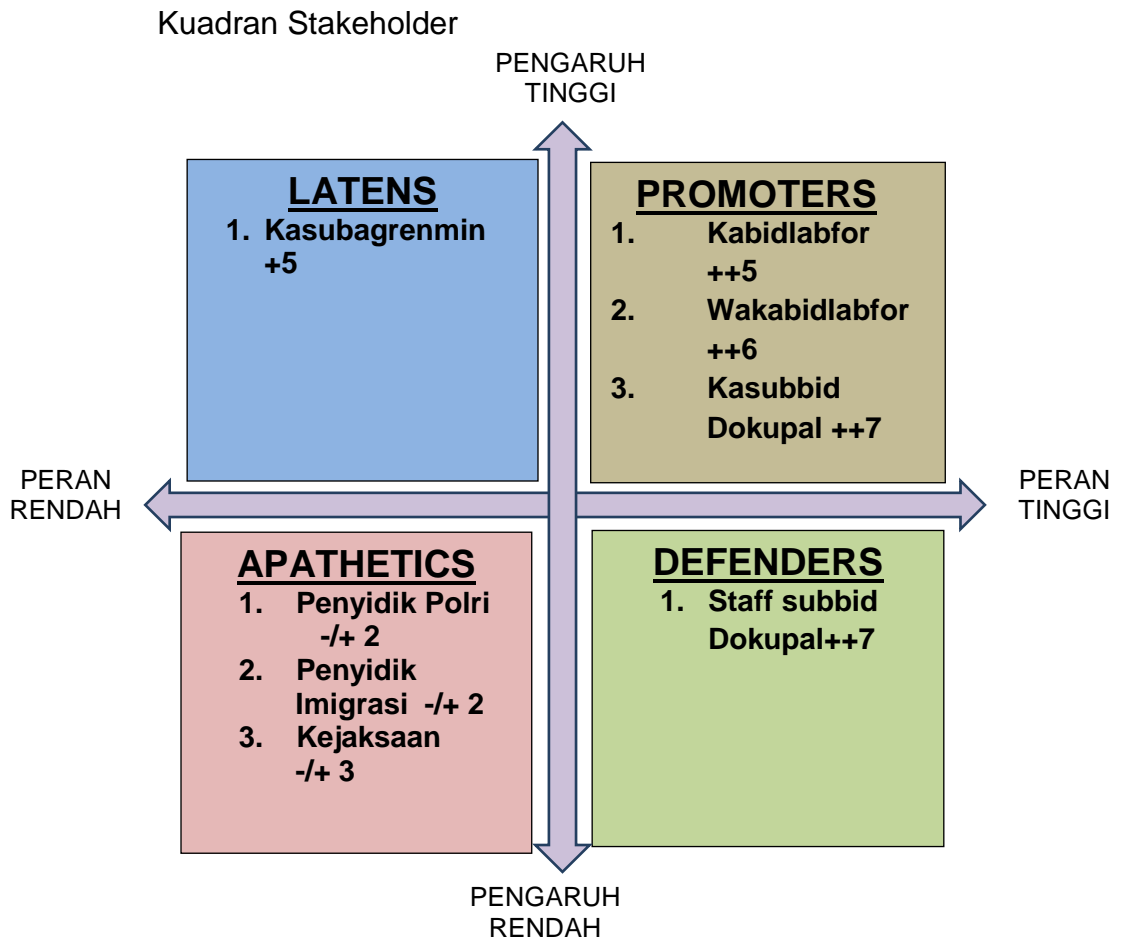 Kuadran Stakeholder
PENGARUH
TINGGI
LATENS
1. Kasubagrenmin
+5
PROMOTERS
1. Kabidlabfor
++5
2. Wakabidlabfor
++6
3. Kasubbid
Dokupal ++7
PERAN
RENDAH
PERAN
TINGGI
APATHETICS
1. Penyidik Polri
-/+ 2
2. Penyidik
Imigrasi -/+ 2
3. Kejaksaan
-/+ 3
DEFENDERS
1. Staff subbid
Dokupal++7
PENGARUH
RENDAH